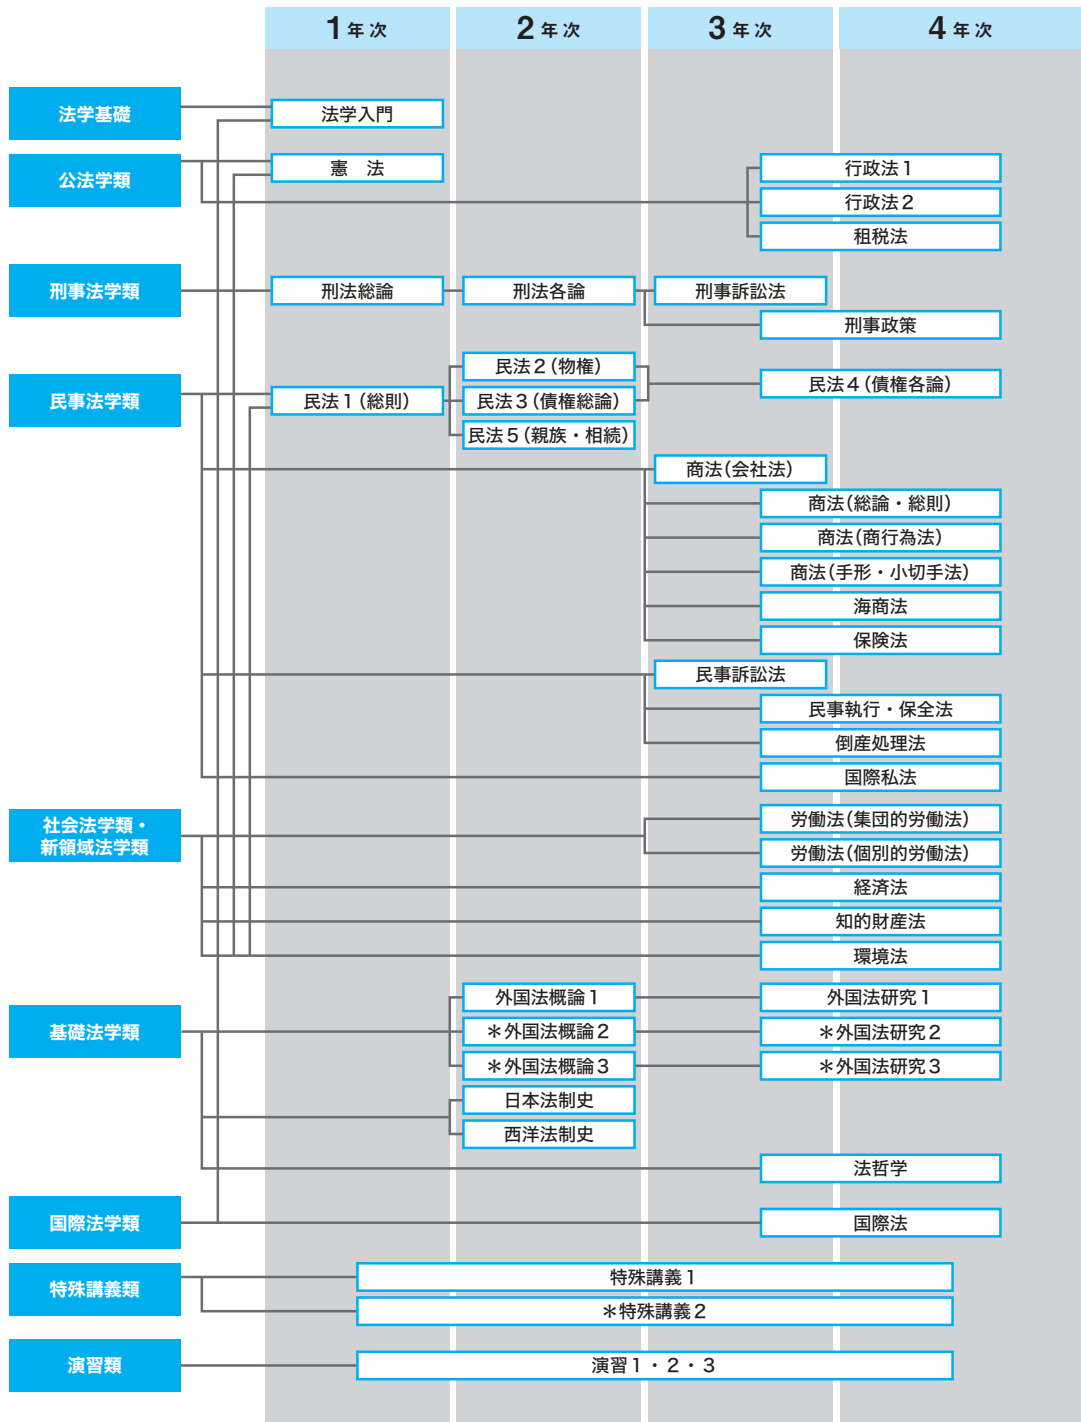 1年次
2年次
3年次
4年次
法学基礎
法学入門
公法学類
憲　法
行政法1
行政法2
租税法
刑事法学類
刑法総論
刑法各論
刑事訴訟法
刑事政策
民事法学類
民法1（総則）
民法2（物権）
民法3（債権総論）
民法5（親族・相続）
民法4（債権各論）
商法（会社法）
商法（総論・総則）
商法（商行為法）
商法（手形・小切手法）
海商法
保険法
民事訴訟法
民事執行・保全法
倒産処理法
国際私法
社会法学類・
新領域法学類
労働法（集団的労働法）
労働法（個別的労働法）
経済法
知的財産法
環境法
基礎法学類
外国法概論1
外国法研究1
＊外国法概論2
＊外国法研究2
＊外国法概論3
＊外国法研究3
日本法制史
西洋法制史
法哲学
国際法学類
国際法
特殊講義類
特殊講義1
＊特殊講義2
演習類
演習1・2・3